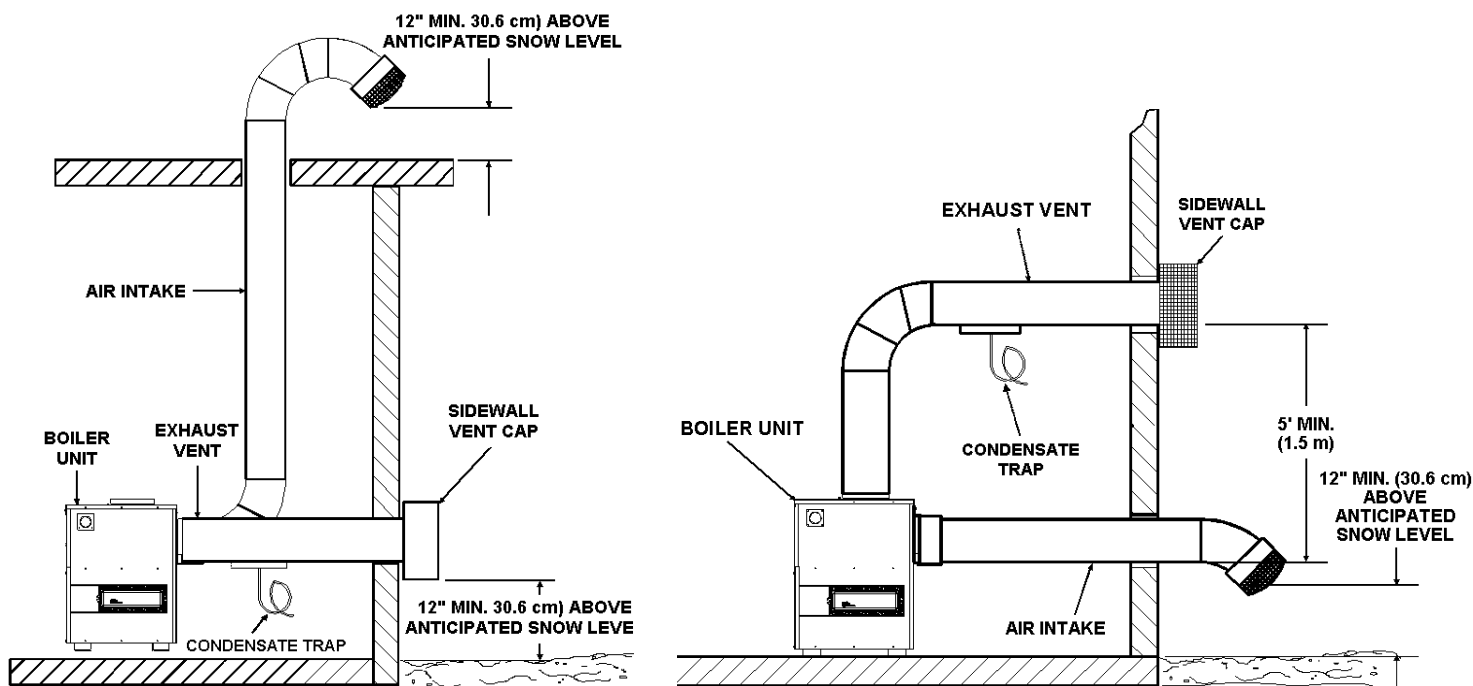 12" MIN. 30.6 cm) ABOVE
ANTICIPATED SNOW LEVEL
AIR INTAKE
BOILER
UNIT
EXHAUST
VENT
SIDEWALL
VENT CAP
12" MIN. 30.6 cm) ABOVE
ANTICIPATED SNOW LEVE
CONDENSATE TRAP
EXHAUST VENT
SIDEWALL
VENT CAP
BOILER UNIT
CONDENSATE
TRAP
5' MIN.
(1.5 m)
12" MIN. (30.6 cm)
ABOVE
ANTICIPATED
SNOW LEVEL
AIR INTAKE